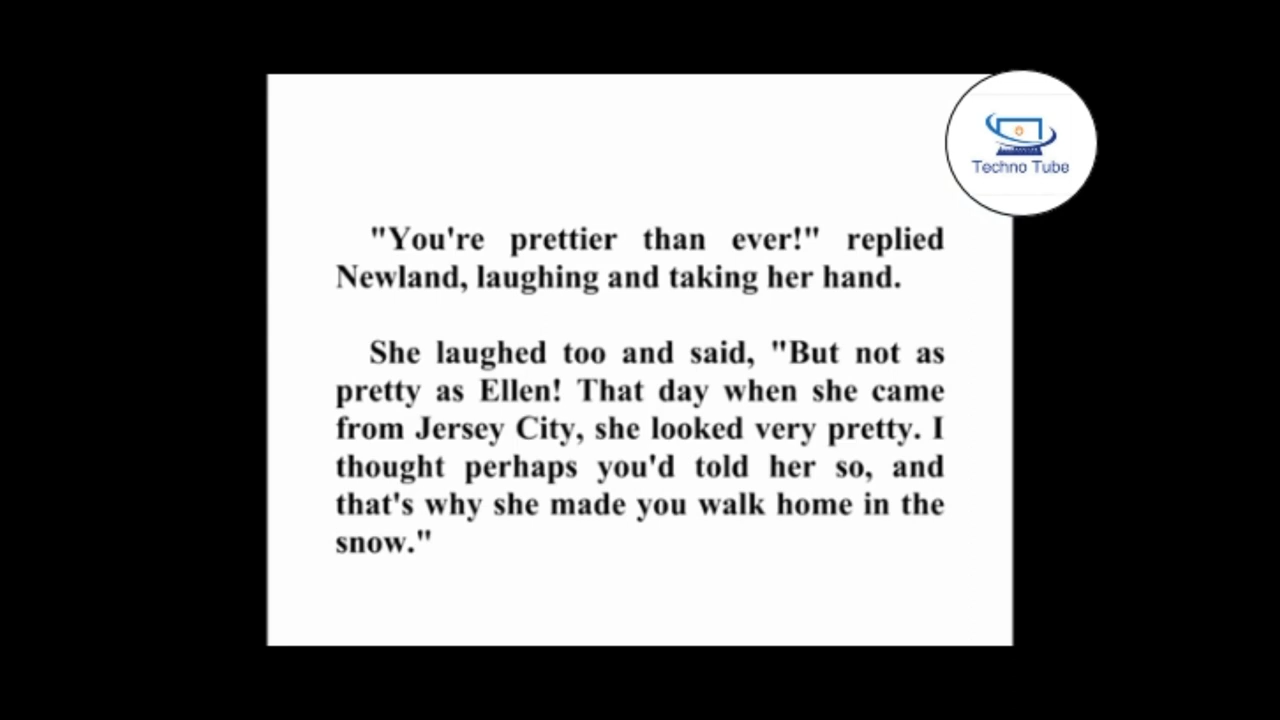 Techno Tube
"You're prettier than ever!" replied
Newland, laughing and taking her hand.
She laughed too and said, "But not as
pretty as Ellen! That day when she came
from Jersey City, she looked very pretty. I
thought perhaps you'd told her so, and
that's why she made you walk home in the
snow."